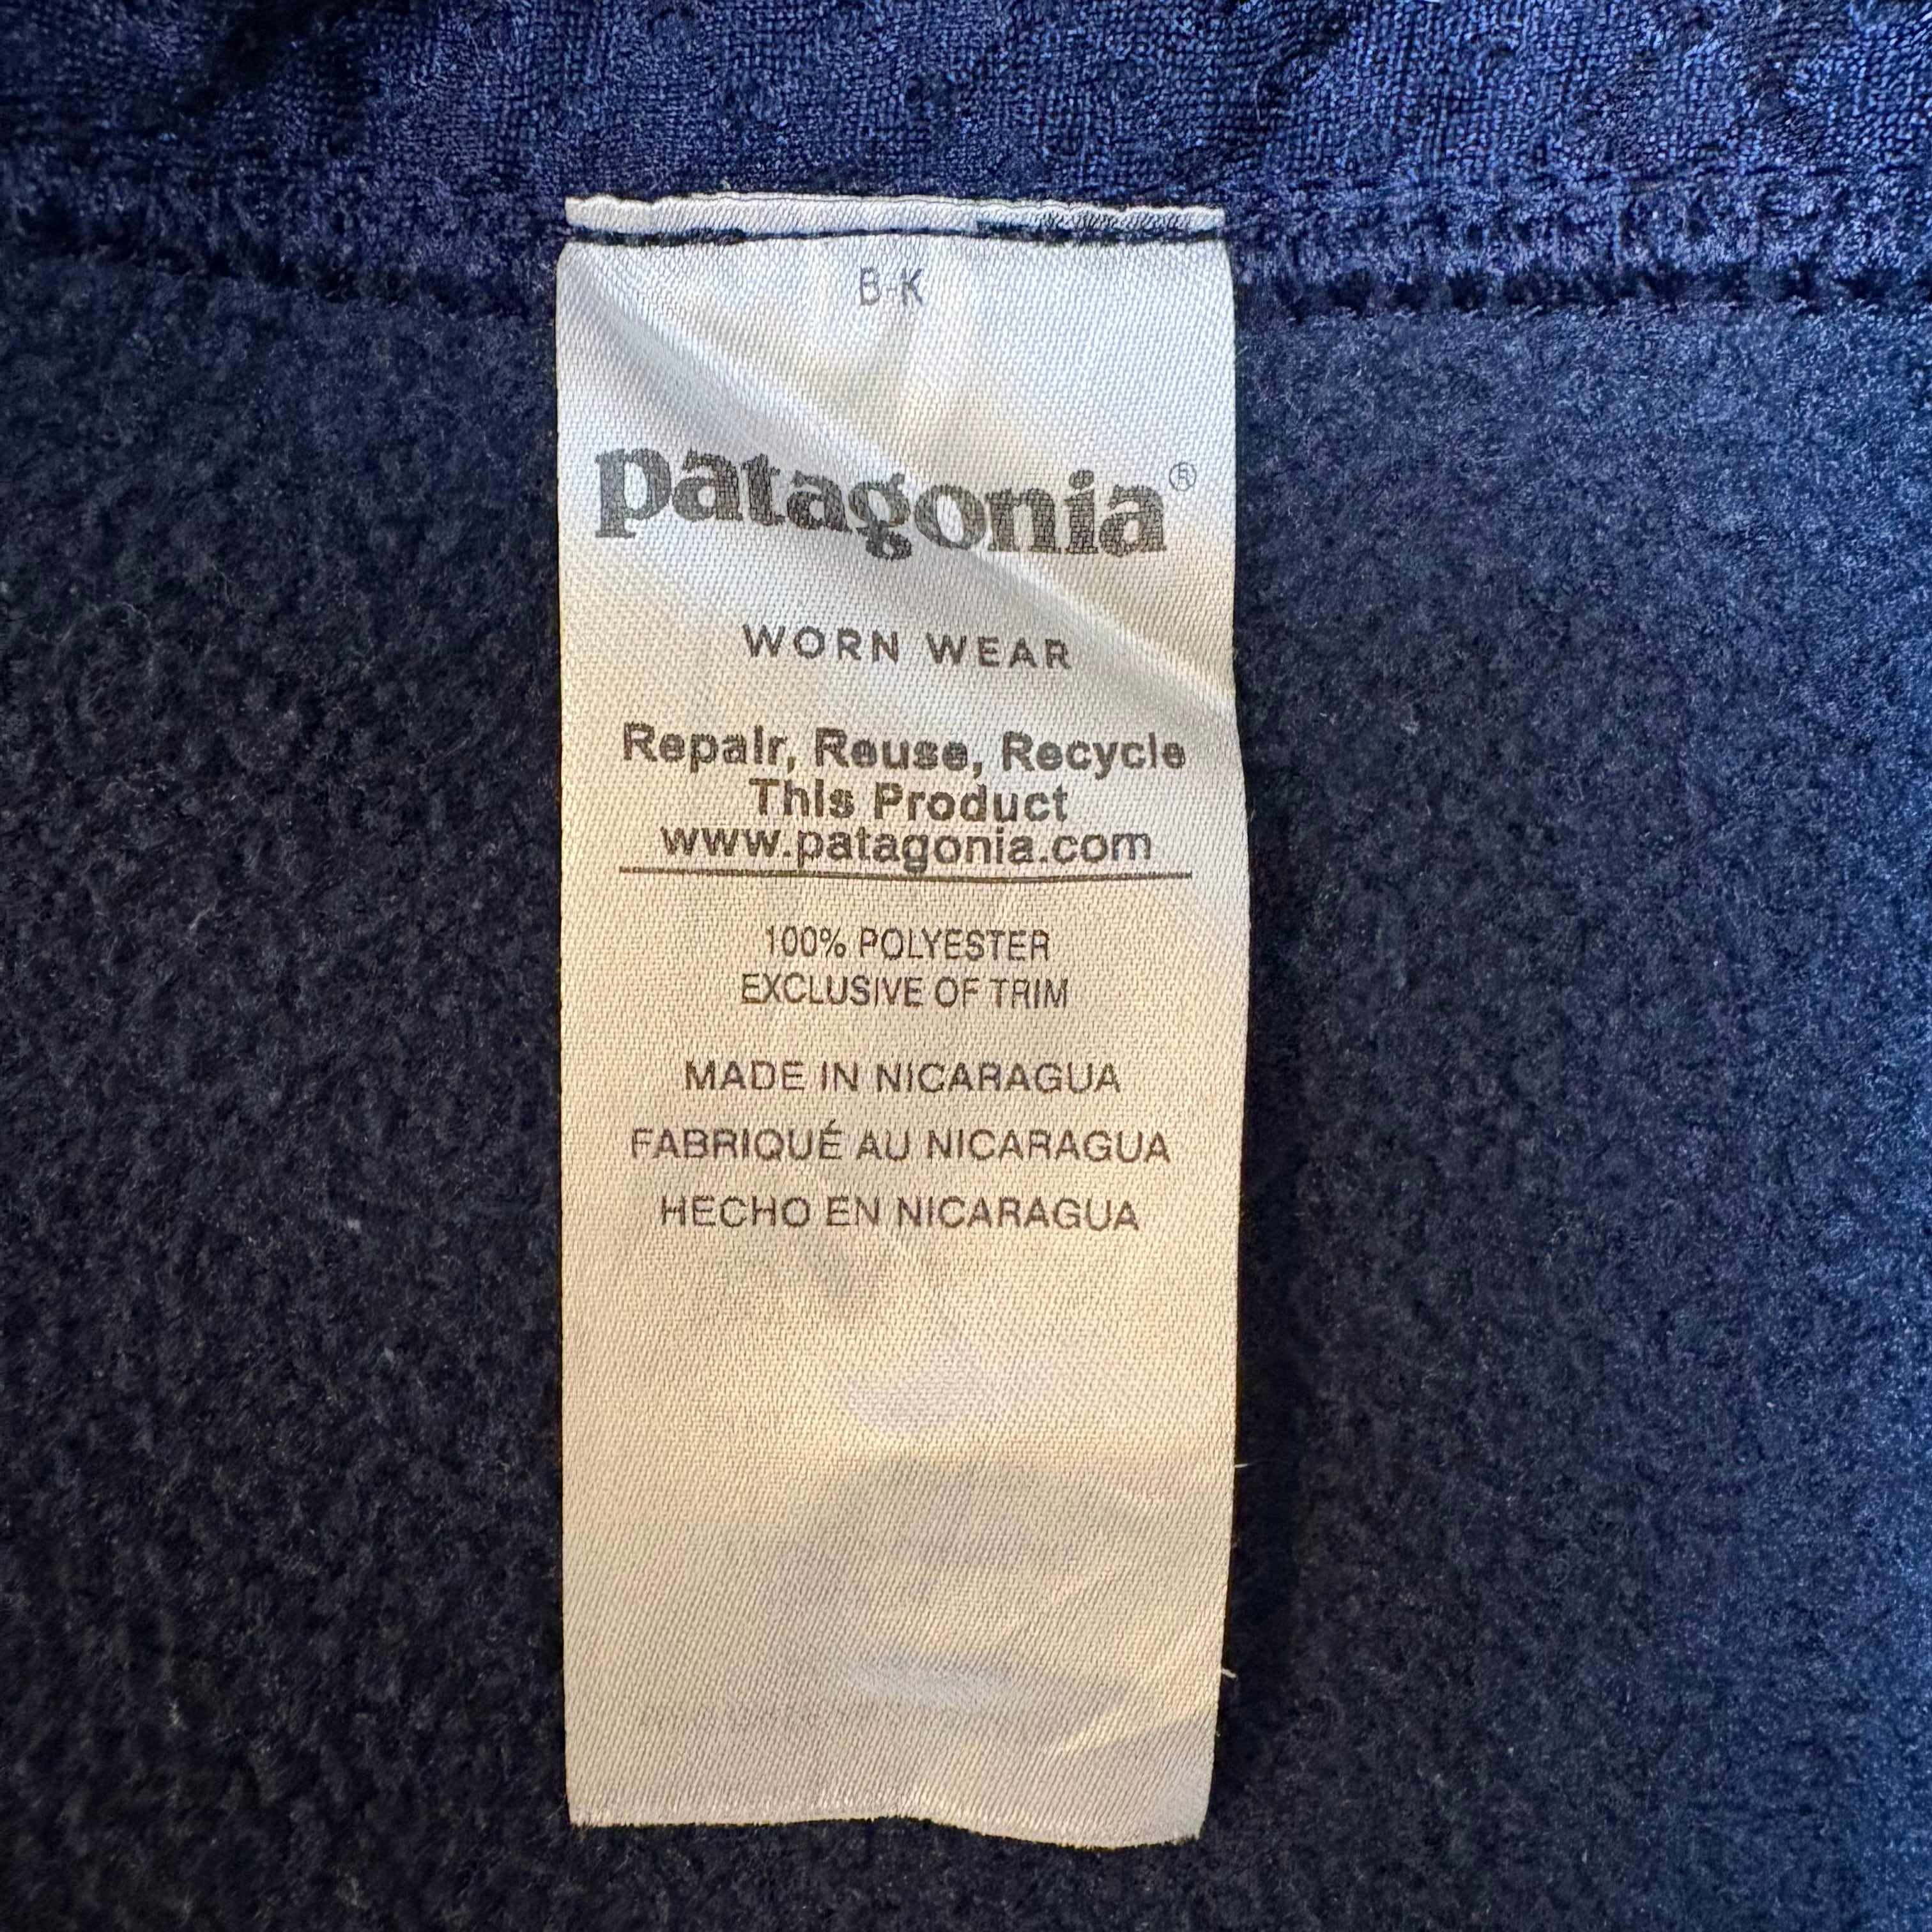 B-K
patagonia®
WORN WEAR
Repair, Reuse, Recycle
This Product
www.patagonia.com
100% POLYESTER
EXCLUSIVE OF TRIM
MADE IN NICARAGUA
FABRIQUÉ AU NICARAGUA
HECHO EN NICARAGUA